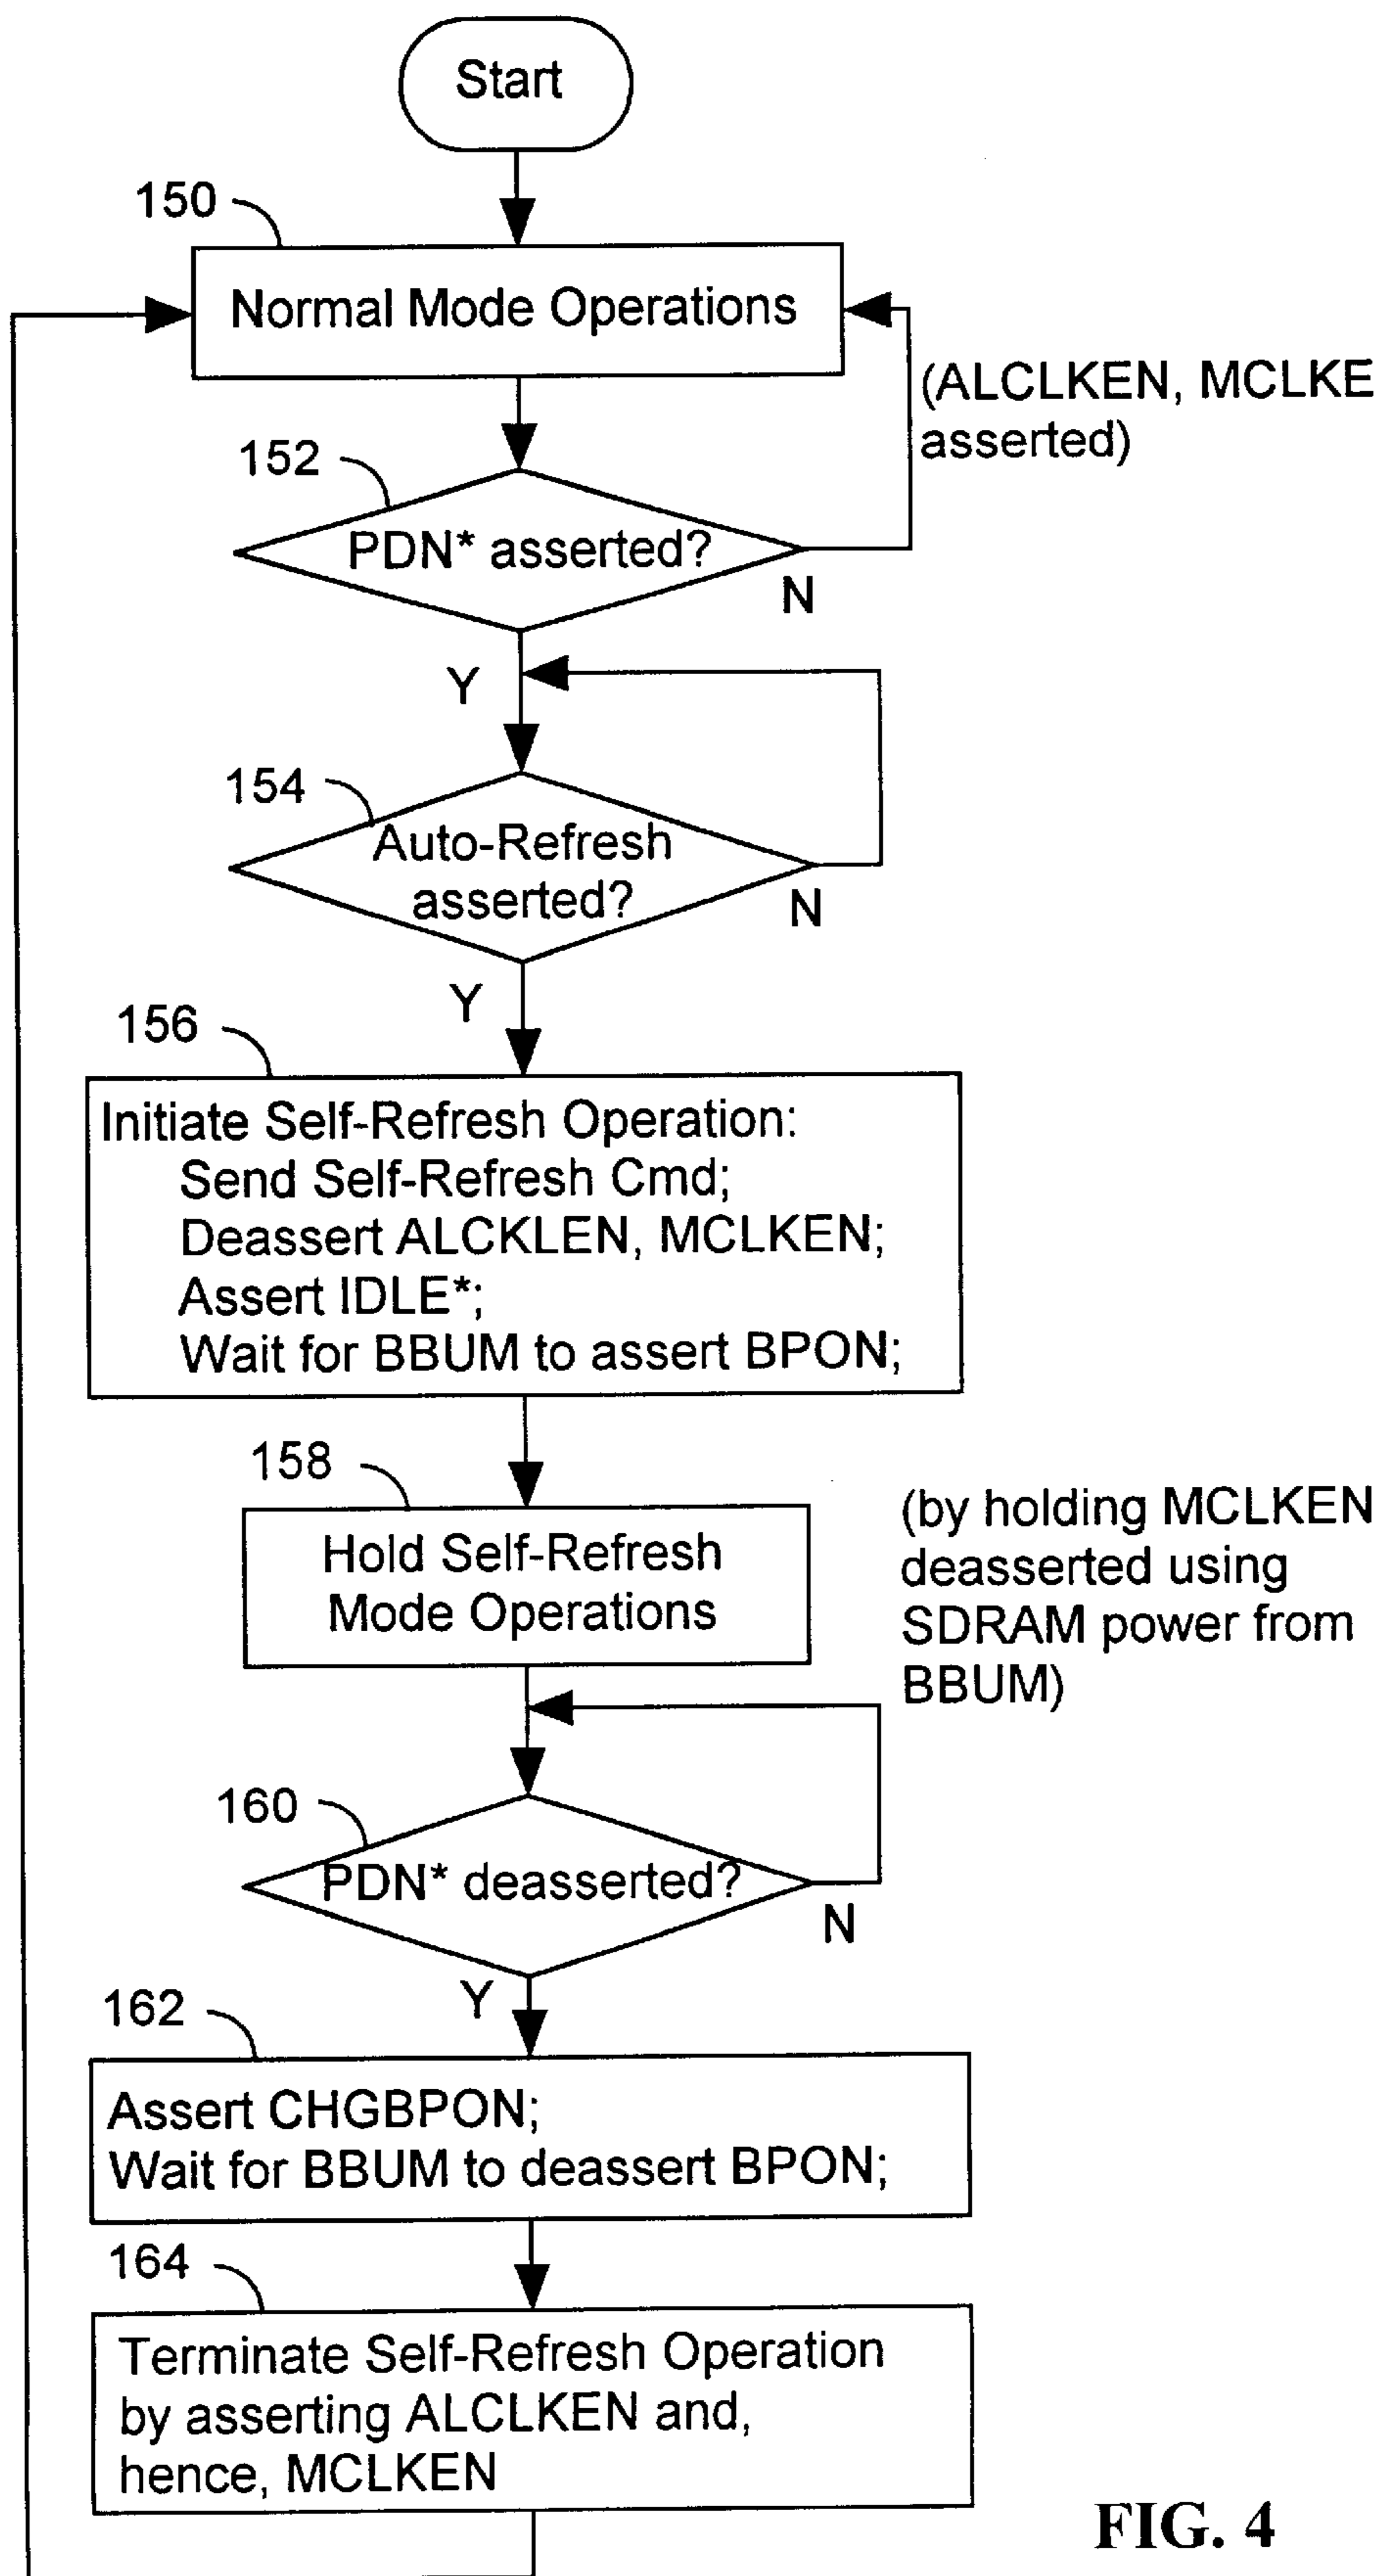 Start
150
Normal Mode Operations
(ALCLKEN, MCLKE
asserted)
152
PDN* asserted?
N
Y
154
Auto-Refresh
asserted?
N
Y
156
Initiate Self-Refresh Operation:
Send Self-Refresh Cmd;
Deassert ALCKLEN, MCLKEN;
Assert IDLE*;
Wait for BBUM to assert BPON;
158
Hold Self-Refresh
Mode Operations
(by holding MCLKEN
deasserted using
SDRAM power from
BBUM)
160
PDN* deasserted?
N
Y
162
Assert CHGBPON;
Wait for BBUM to deassert BPON;
164
Terminate Self-Refresh Operation
by asserting ALCLKEN and,
hence, MCLKEN
FIG. 4